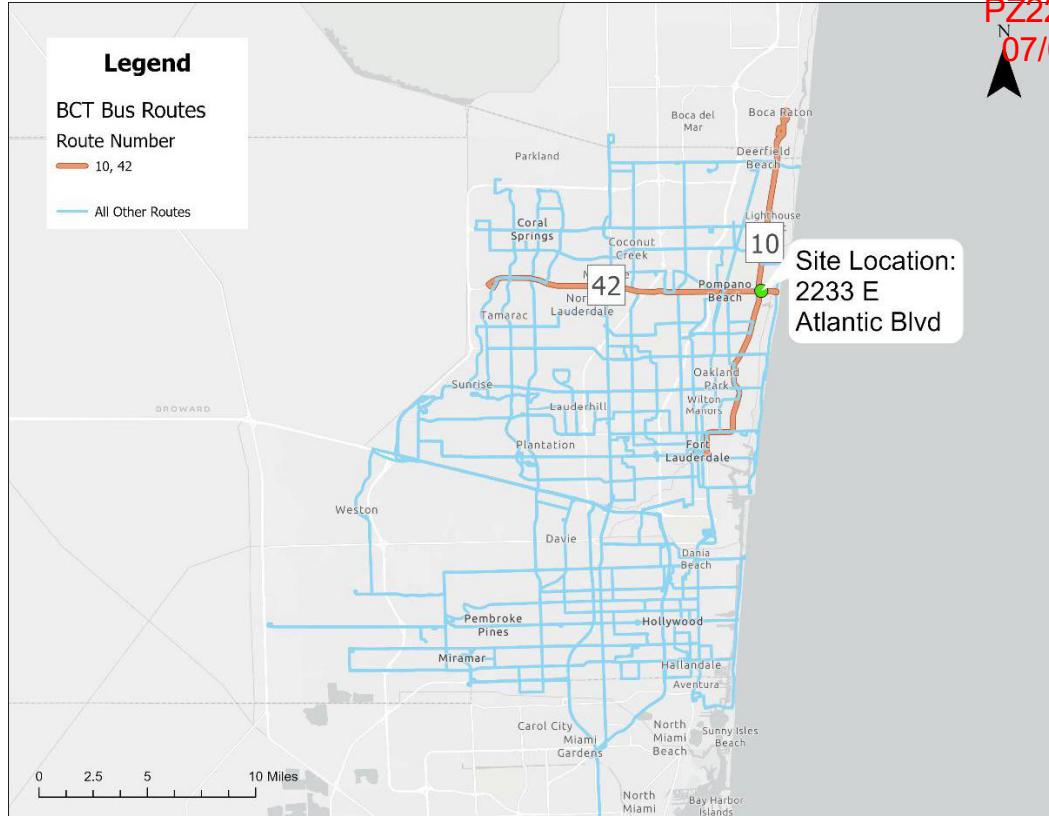 PZ22
07/
N
Legend
BCT Bus Routes
Route Number
10, 42
All Other Routes
Boca del
Mar
Boca Raton
Parkland
Deerfield
Beach
Coral
Springs
Lighthouse
Coconut
Creek
10
Site Location:
2233 E
Atlantic Blvd
42
Pompano
Beach
North
Lauderdale
Tamarac
Oakland
Park
Sunrise
Wilton
Manors
BROWARD
Lauderhill
Plantation
Fort
Lauderdale
Weston
Davie
Dania
Beach
Pembroke
Pines
Hollywood
Miramar
Hallandale
Aventura
Carol City
Miami
Gardens
North
Miami
Beach
Sunny Isles
Beach
0 2.5 5 10 Miles
North
Miami
Bay Harbor
Islands